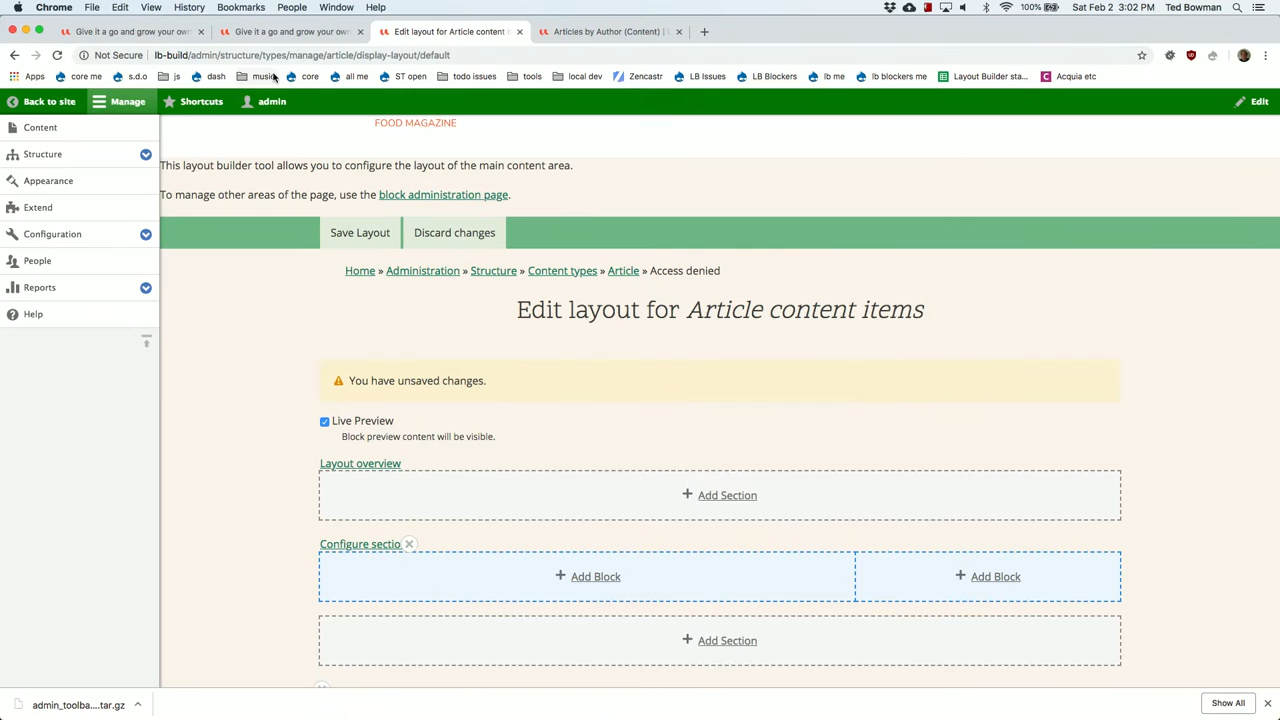 Chrome File Edit View History Bookmarks People Window Help 100% Sat Feb 2 3:02 PM Ted Bowman
Give it a go and grow your own Give it a go and grow your own Edit layout for Article content i Articles by Author (Content) |
Not Secure lb-build/admin/structure/types/manage/article/display-layout/default
Apps core me s.d.o js dash music core all me ST open todo issues tools local dev Zencastr LB Issues LB Blockers lb me lb blockers me Layout Builder sta... Acquia etc
Back to site Manage Shortcuts admin Edit
Content
Structure
Appearance
Extend
Configuration
People
Reports
Help
FOOD MAGAZINE
This layout builder tool allows you to configure the layout of the main content area.
To manage other areas of the page, use the block administration page.
Save Layout Discard changes
Home » Administration » Structure » Content types » Article » Access denied
Edit layout for Article content items
You have unsaved changes.
Live Preview
Block preview content will be visible.
Layout overview
+ Add Section
Configure sectio
+ Add Block + Add Block
+ Add Section
admin_toolba....tar.gz Show All